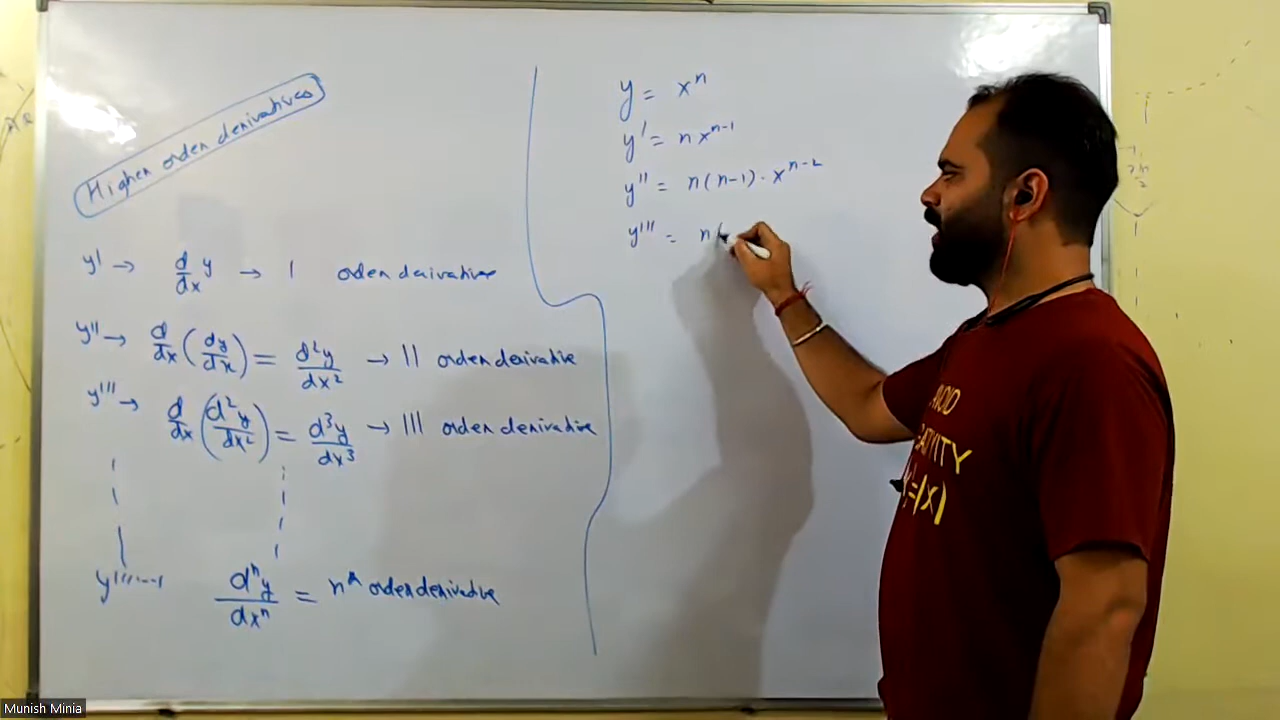 Higher order derivatives
y' → d/dx y → I order derivative
y'' → d/dx (dy/dx) = d²y/dx² → II order derivative
y''' → d/dx (d²y/dx²) = d³y/dx³ → III order derivative
dⁿy/dxⁿ = nth order derivative
y = xⁿ
y' = n xⁿ⁻¹
y'' = n(n-1) · xⁿ⁻²
y''' = n(
AVOID
=|x|
Munish Minia